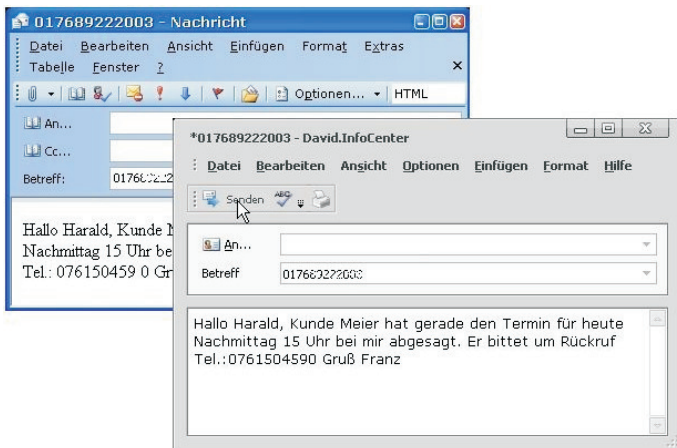 017689222003 - Nachricht
Datei Bearbeiten Ansicht Einfügen Format Extras
Tabelle Fenster ?
Optionen... HTML
An...
Cc...
Betreff:
Hallo Harald, Kunde
Nachmittag 15 Uhr be
Tel.: 076150459 0 Gr
*017689222003 - David.InfoCenter
Datei Bearbeiten Ansicht Optionen Einfügen Format Hilfe
Senden ABC
An...
Betreff 017689222003
Hallo Harald, Kunde Meier hat gerade den Termin für heute
Nachmittag 15 Uhr bei mir abgesagt. Er bittet um Rückruf
Tel.:0761504590 Gruß Franz